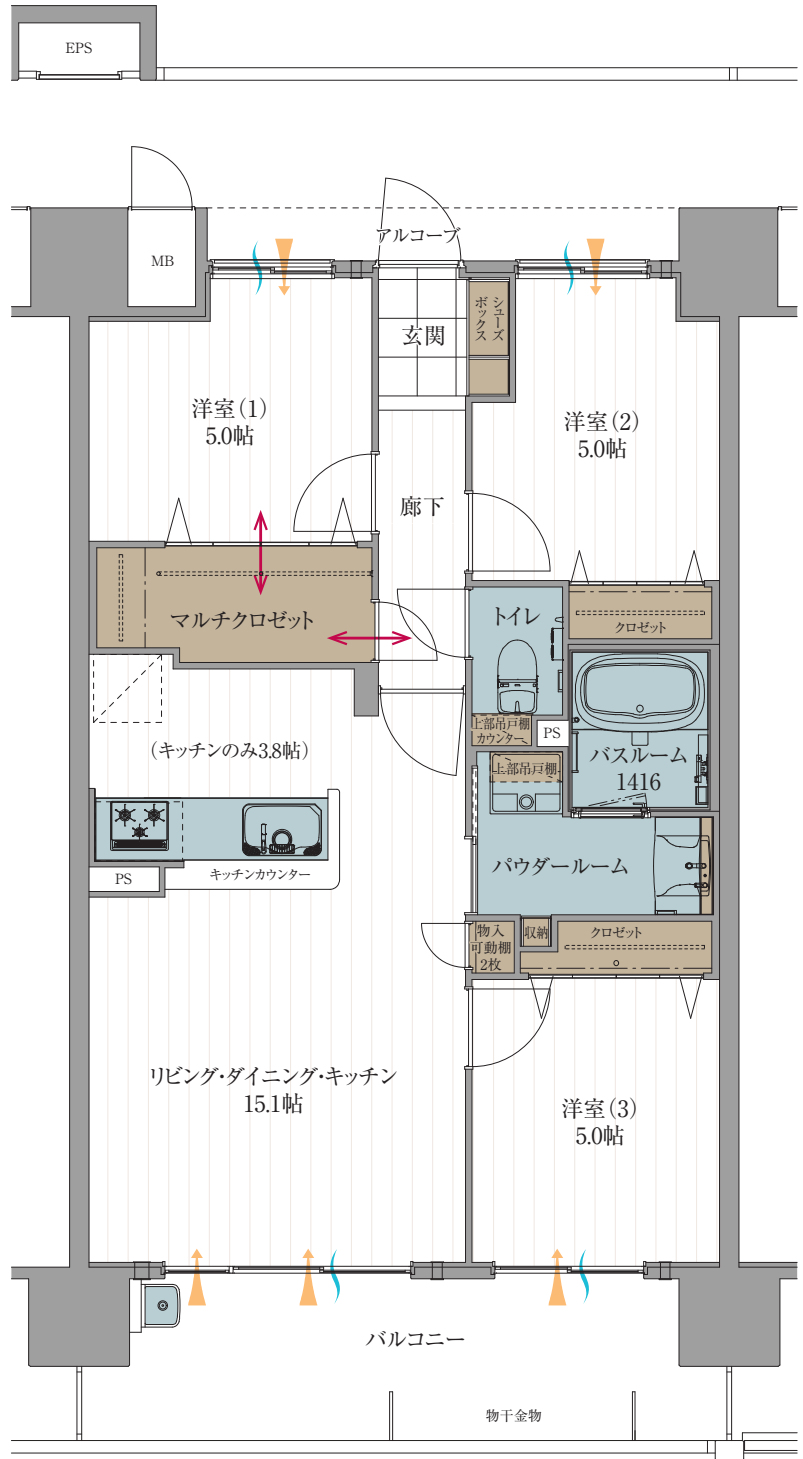 EPS
MB
アルコーブ
玄関
シューズ
ボックス
洋室(1)
5.0帖
洋室(2)
5.0帖
廊下
マルチクロゼット
トイレ
クロゼット
上部吊戸棚
カウンター
PS
バスルーム
1416
(キッチンのみ3.8帖)
上部吊戸棚
パウダールーム
PS
キッチンカウンター
物入
可動棚
2枚
収納
クロゼット
リビング・ダイニング・キッチン
15.1帖
洋室(3)
5.0帖
バルコニー
物干金物